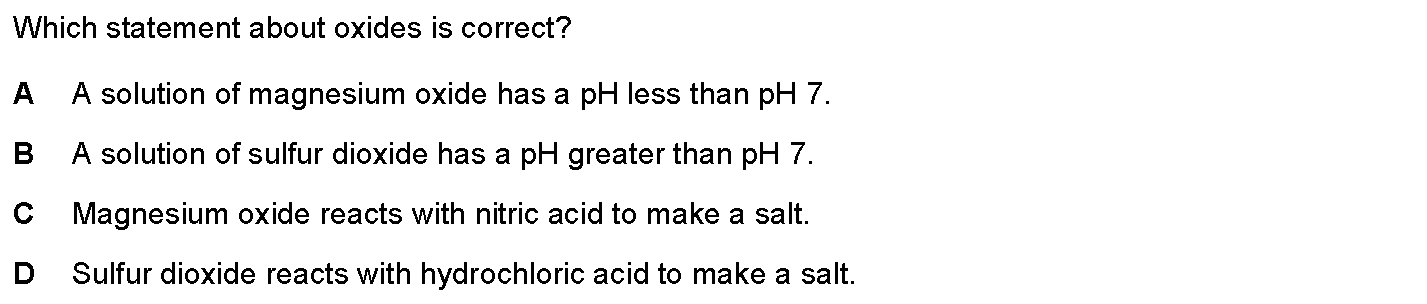 Which statement about oxides is correct?
A A solution of magnesium oxide has a pH less than pH 7.
B A solution of sulfur dioxide has a pH greater than pH 7.
C Magnesium oxide reacts with nitric acid to make a salt.
D Sulfur dioxide reacts with hydrochloric acid to make a salt.